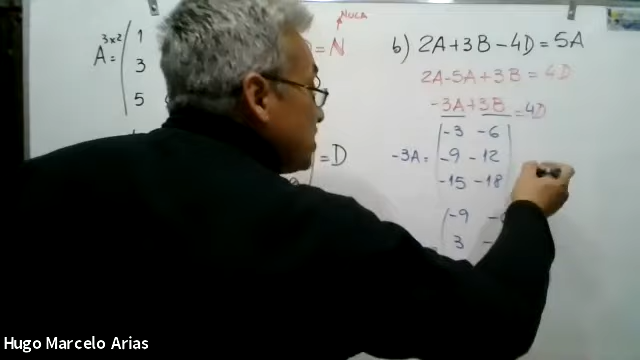 3x2
A= 1
3
5
Nula
= N
= D
b) 2A+3B-4D=5A
2A-5A+3B=4D
-3A+3B=4D
-3A= -3 -6
-9 -12
-15 -18
-9
3
Hugo Marcelo Arias